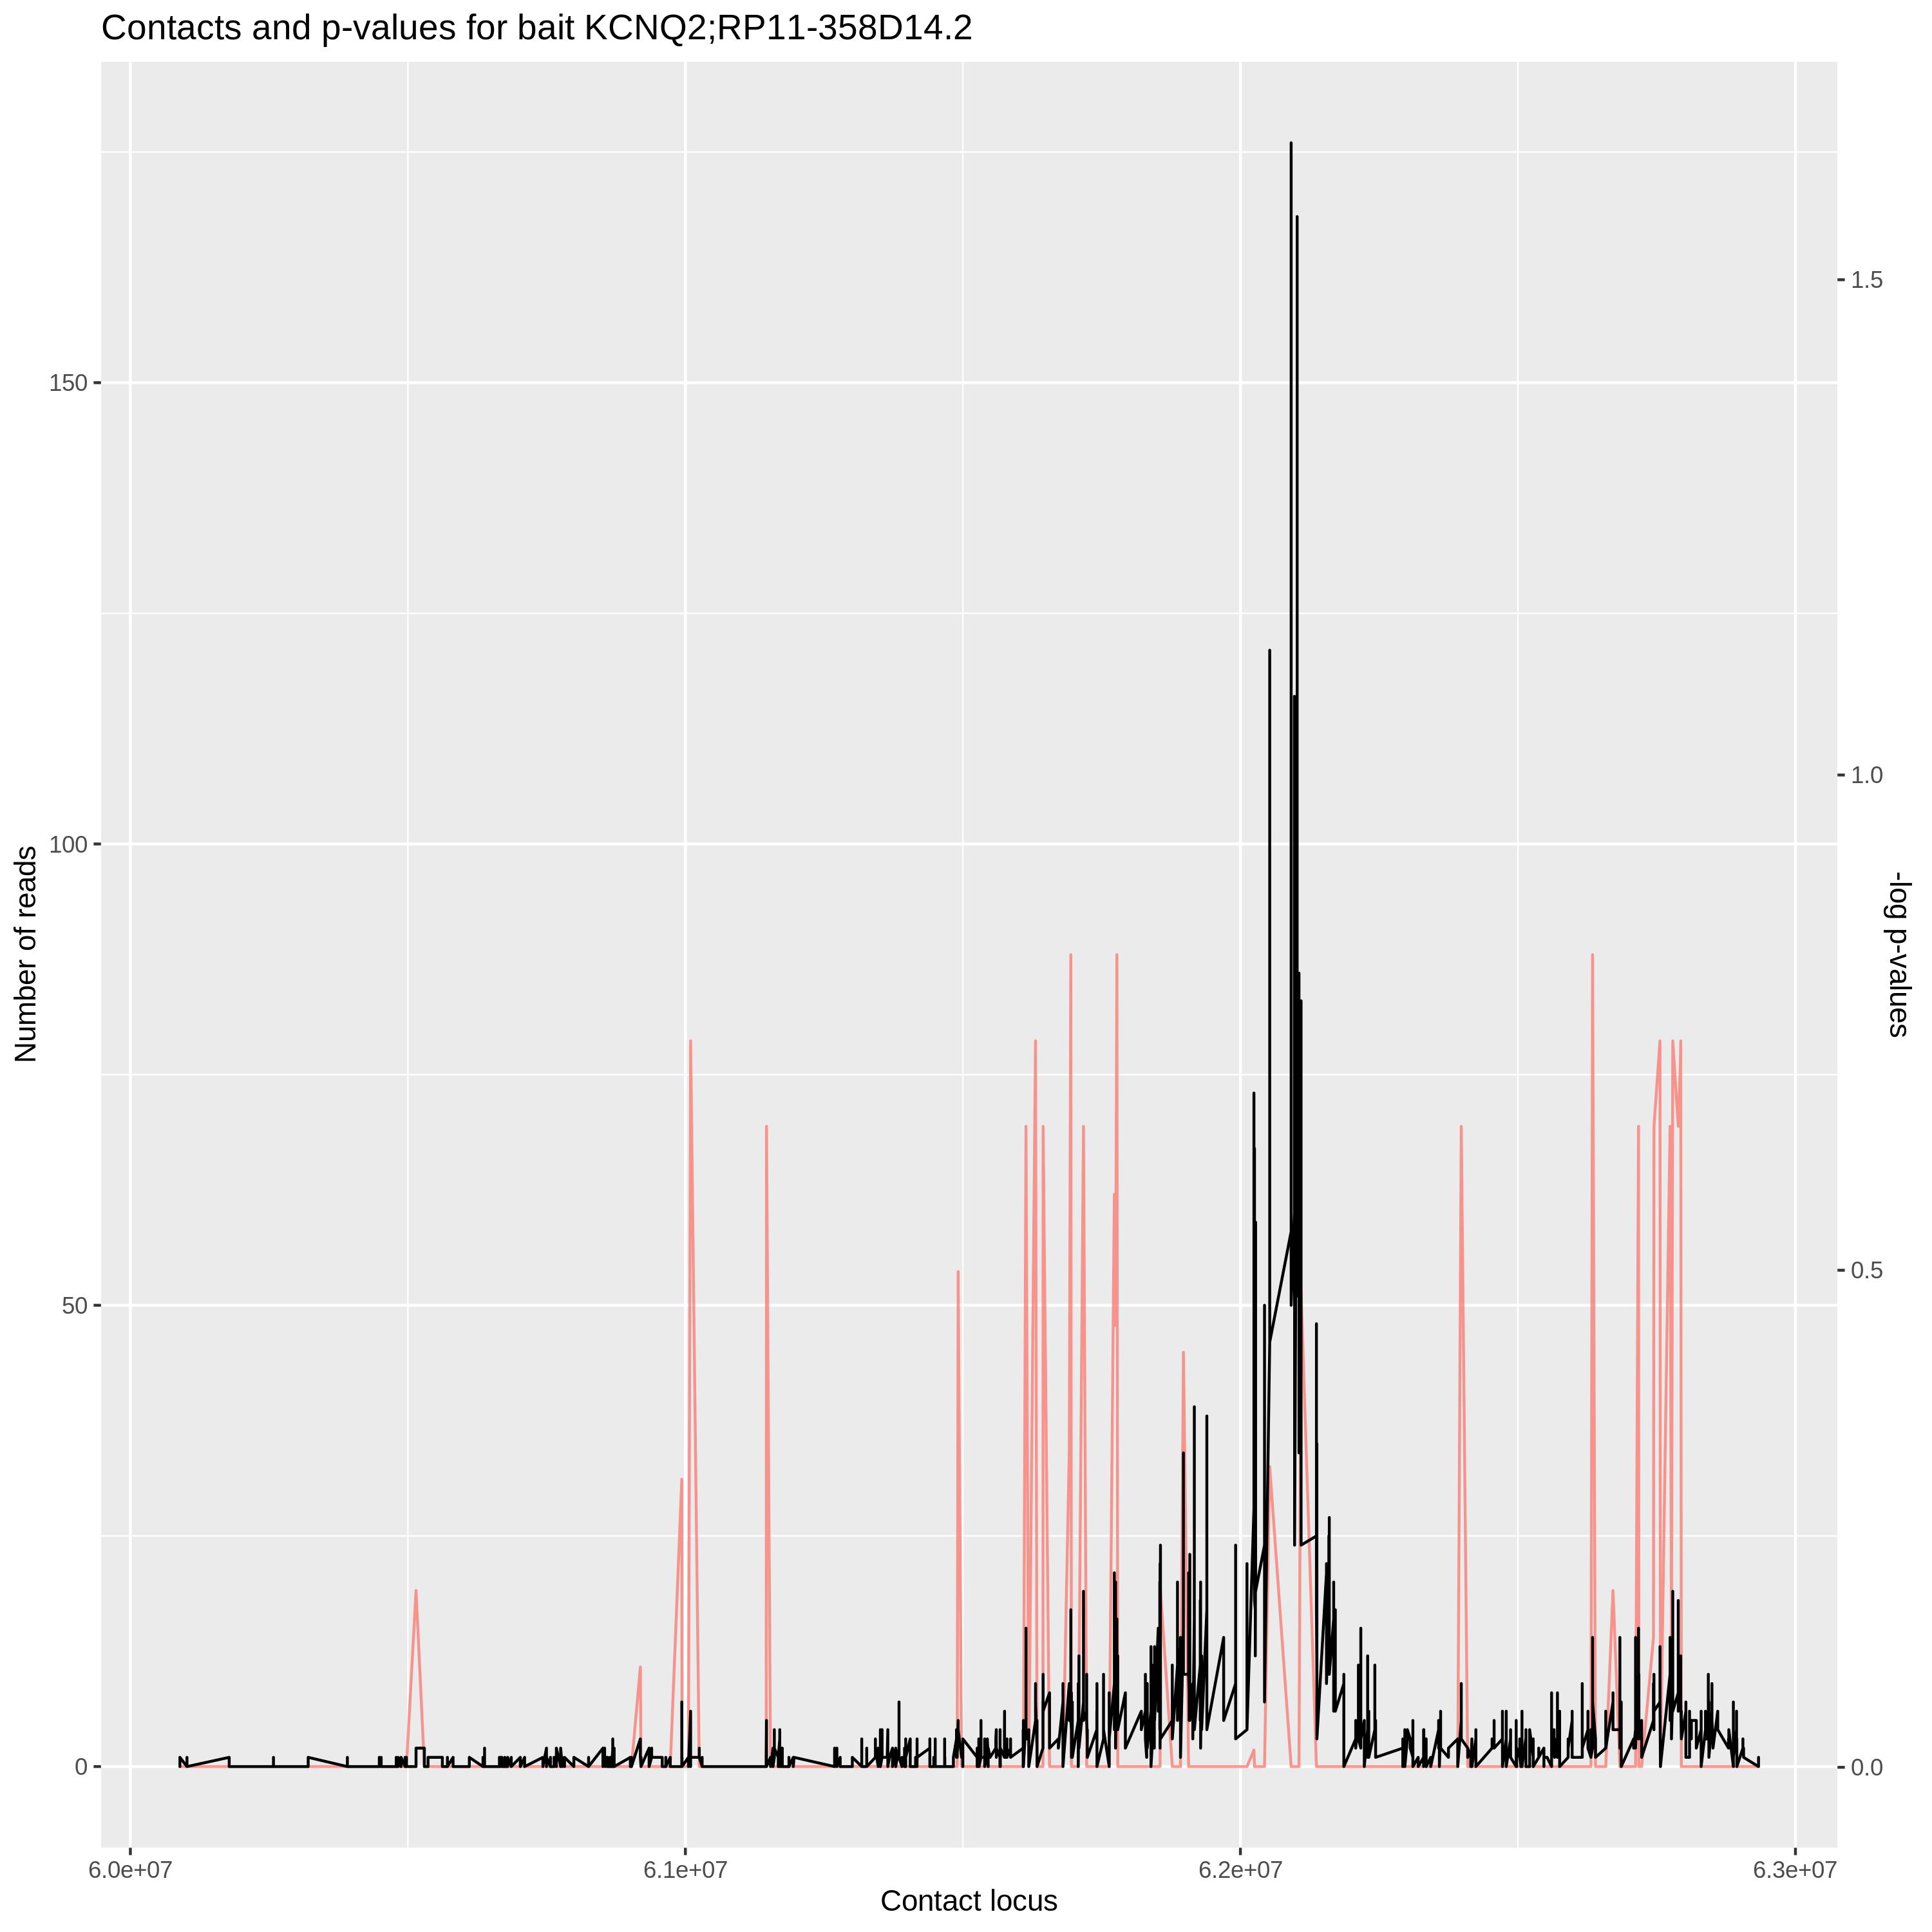 Contacts and p-values for bait KCNQ2;RP11-358D14.2
Number of reads
150
100
50
0
1.5
1.0
0.5
0.0
-log p-values
6.0e+07
6.1e+07
6.2e+07
6.3e+07
Contact locus